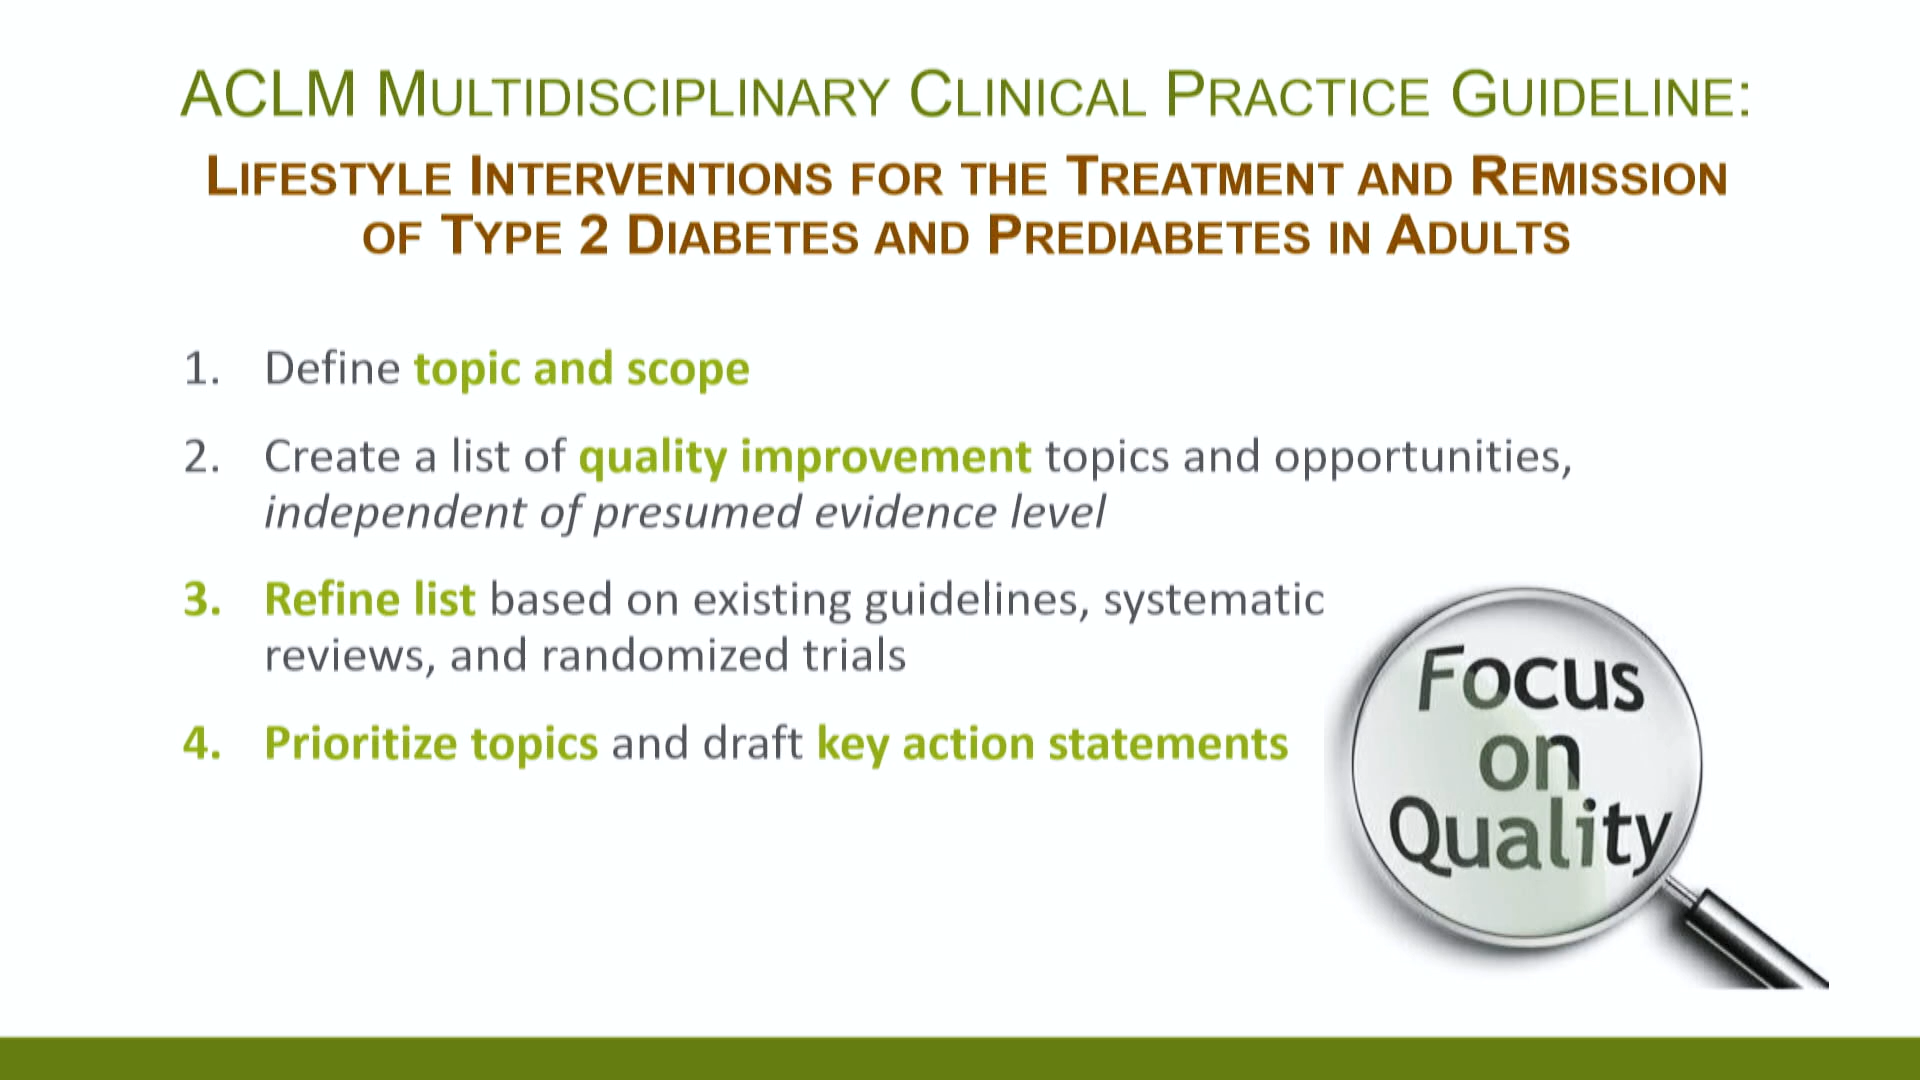 ACLM MULTIDISCIPLINARY CLINICAL PRACTICE GUIDELINE:
LIFESTYLE INTERVENTIONS FOR THE TREATMENT AND REMISSION
OF TYPE 2 DIABETES AND PREDIABETES IN ADULTS
1. Define topic and scope
2. Create a list of quality improvement topics and opportunities,
independent of presumed evidence level
3. Refine list based on existing guidelines, systematic
reviews, and randomized trials
4. Prioritize topics and draft key action statements
Focus
on
Quality